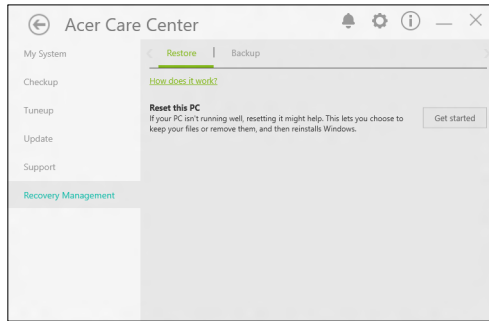 Acer Care Center
My System
Checkup
Tuneup
Update
Support
Recovery Management
Restore | Backup
How does it work?
Reset this PC
If your PC isn't running well, resetting it might help. This lets you choose to
keep your files or remove them, and then reinstalls Windows.
Get started